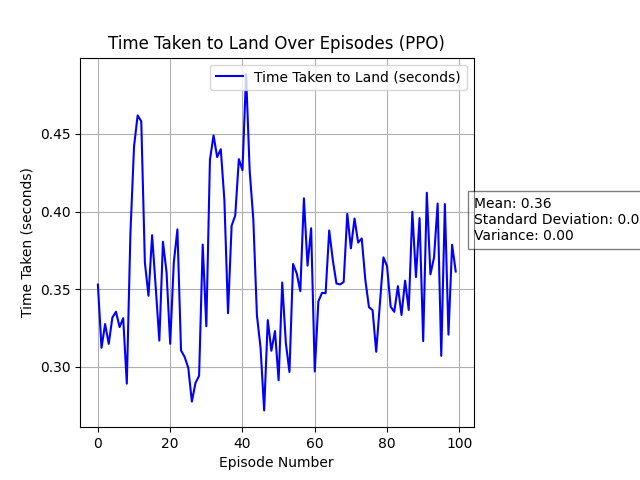 Time Taken to Land Over Episodes (PPO)
Time Taken to Land (seconds)
Time Taken (seconds)
0.45
0.40
0.35
0.30
Mean: 0.36
Standard Deviation: 0.0
Variance: 0.00
0 20 40 60 80 100
Episode Number